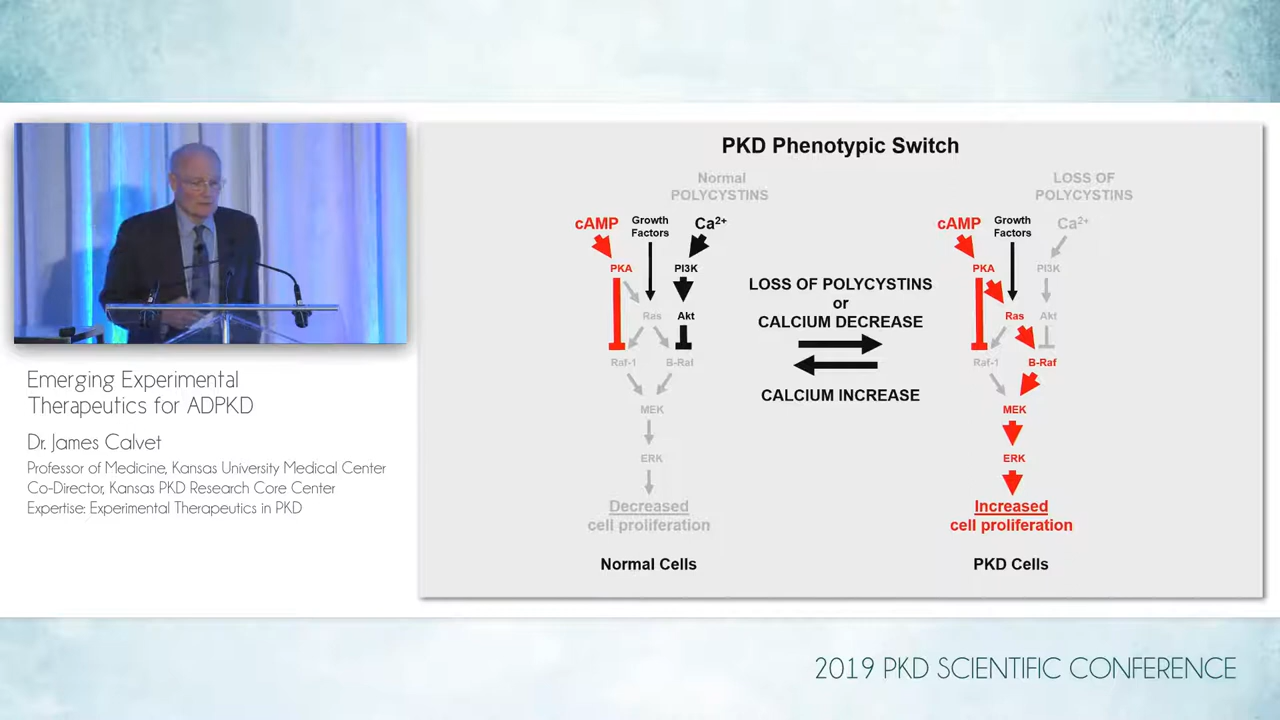 PKD Phenotypic Switch
Normal
POLYCYSTINS
cAMP
Growth
Factors
Ca²⁺
PKA
PI3K
Ras
Akt
Raf-1
B-Raf
MEK
ERK
Decreased
cell proliferation
Normal Cells
LOSS OF POLYCYSTINS
or
CALCIUM DECREASE
CALCIUM INCREASE
LOSS OF
POLYCYSTINS
cAMP
Growth
Factors
Ca²⁺
PKA
PI3K
Ras
Akt
Raf-1
B-Raf
MEK
ERK
Increased
cell proliferation
PKD Cells
Emerging Experimental
Therapeutics for ADPKD
Dr. James Calvet
Professor of Medicine, Kansas University Medical Center
Co-Director, Kansas PKD Research Core Center
Expertise: Experimental Therapeutics in PKD
2019 PKD SCIENTIFIC CONFERENCE